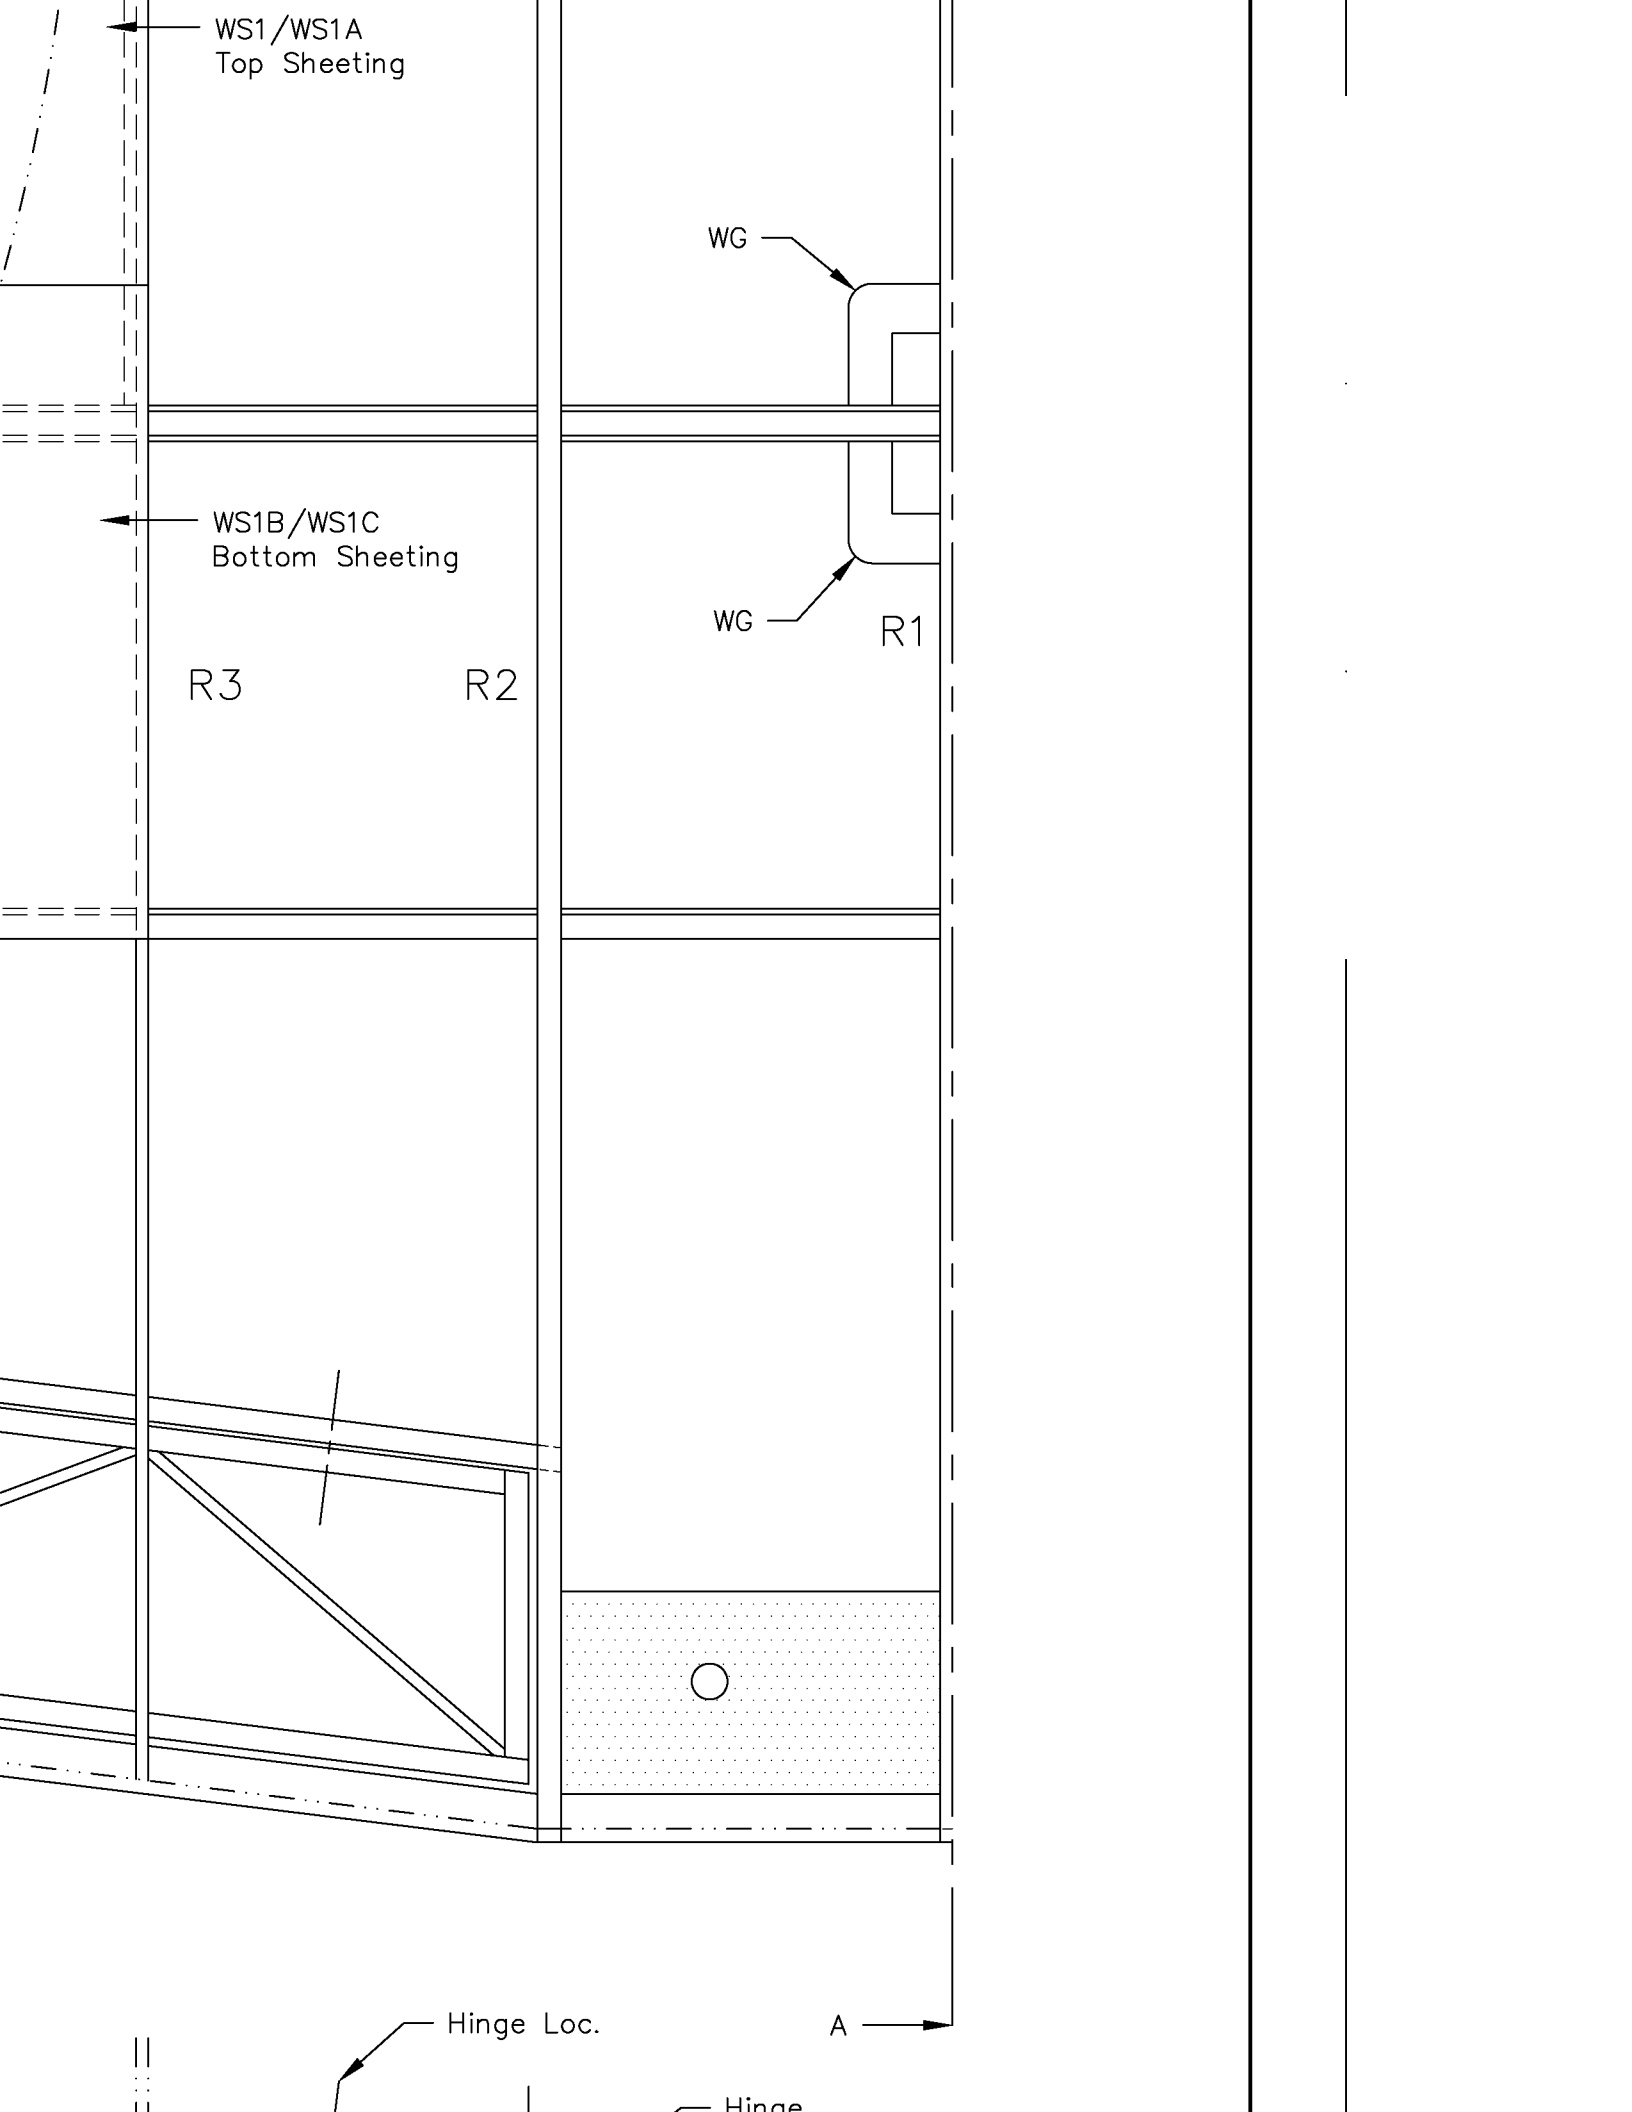 WS1/WS1A
Top Sheeting
WG
WS1B/WS1C
Bottom Sheeting
WG
R1
R3
R2
Hinge Loc.
A
Hinge